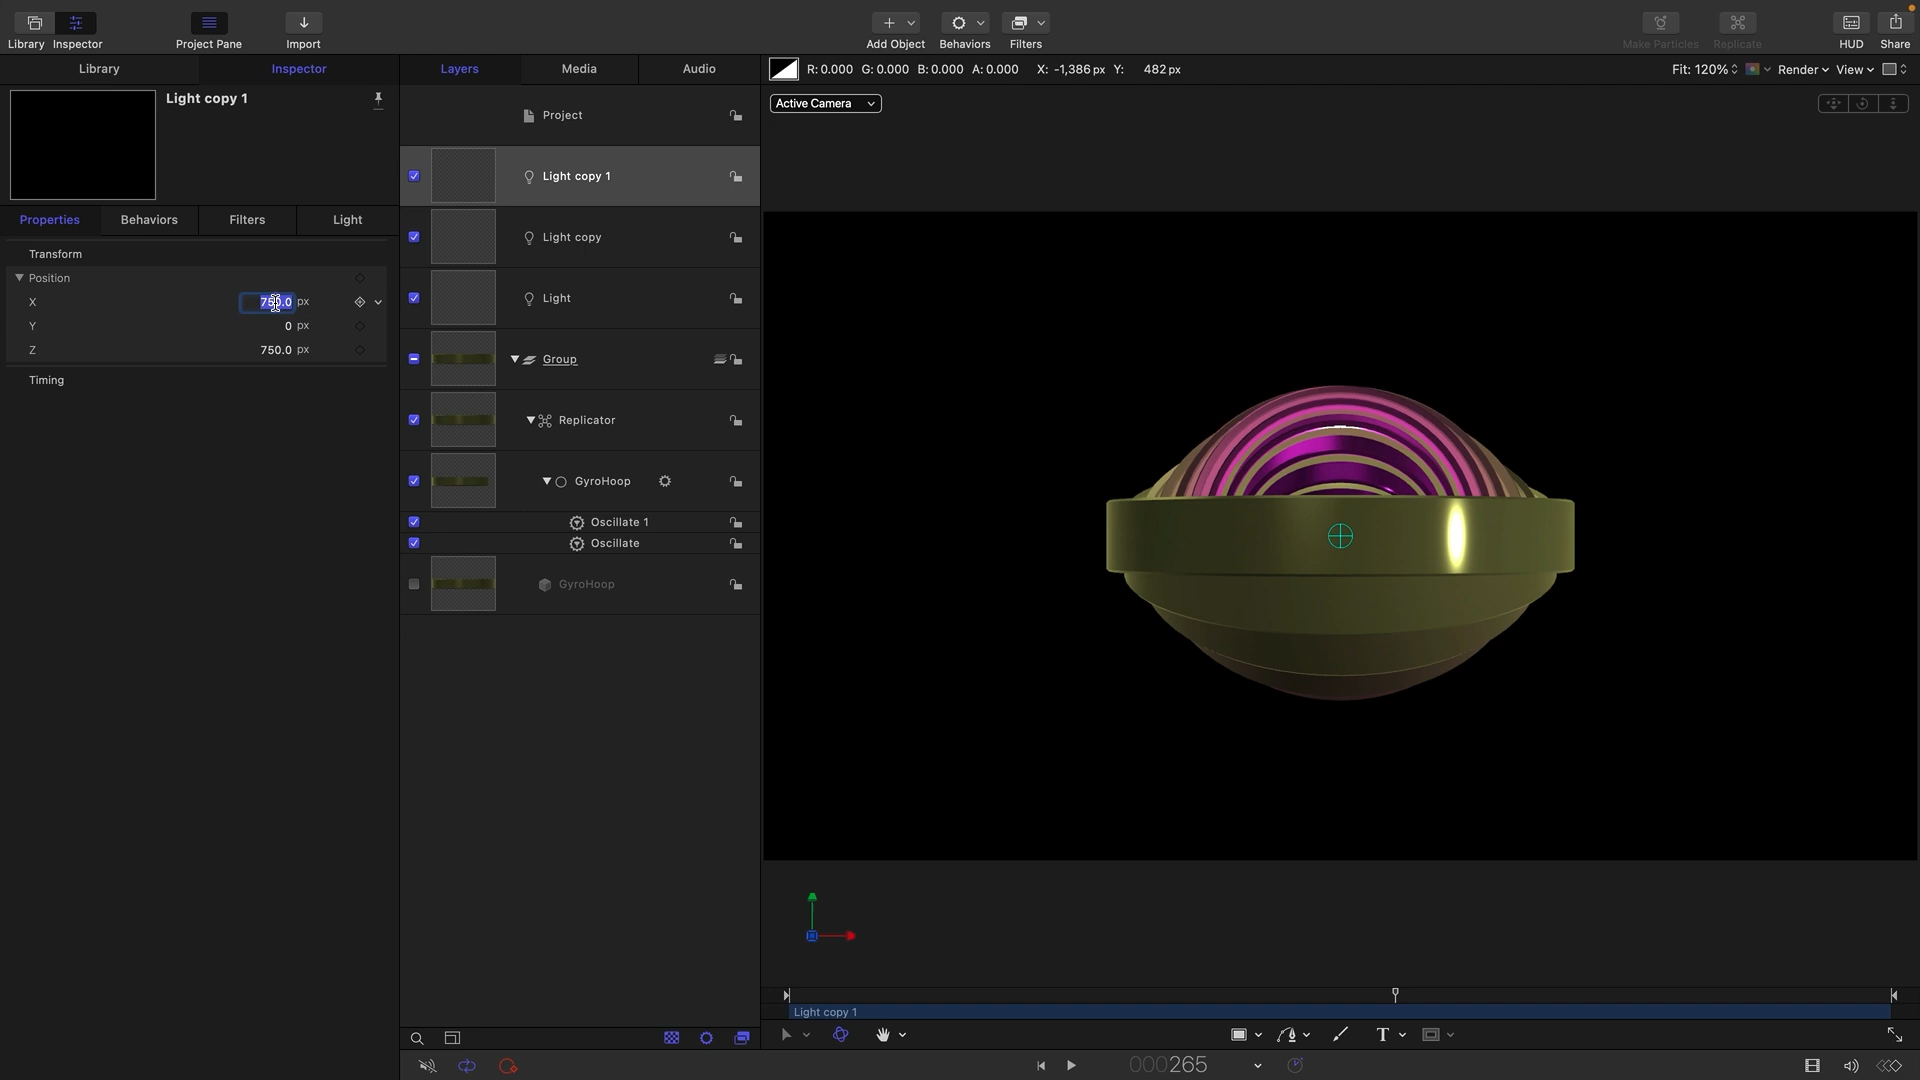 Library Inspector Project Pane Import Add Object Behaviors Filters Make Particles Replicate HUD Share
Library Inspector Layers Media Audio R: 0.000 G: 0.000 B: 0.000 A: 0.000 X: -1,386 px Y: 482 px Fit: 120% Render View
Light copy 1
Active Camera
Project
Light copy 1
Properties Behaviors Filters Light
Light copy
Transform
Position
X 750.0 px
Light
Y 0 px
Z 750.0 px
Group
Timing
Replicator
GyroHoop
Oscillate 1
Oscillate
GyroHoop
Light copy 1
T
000265